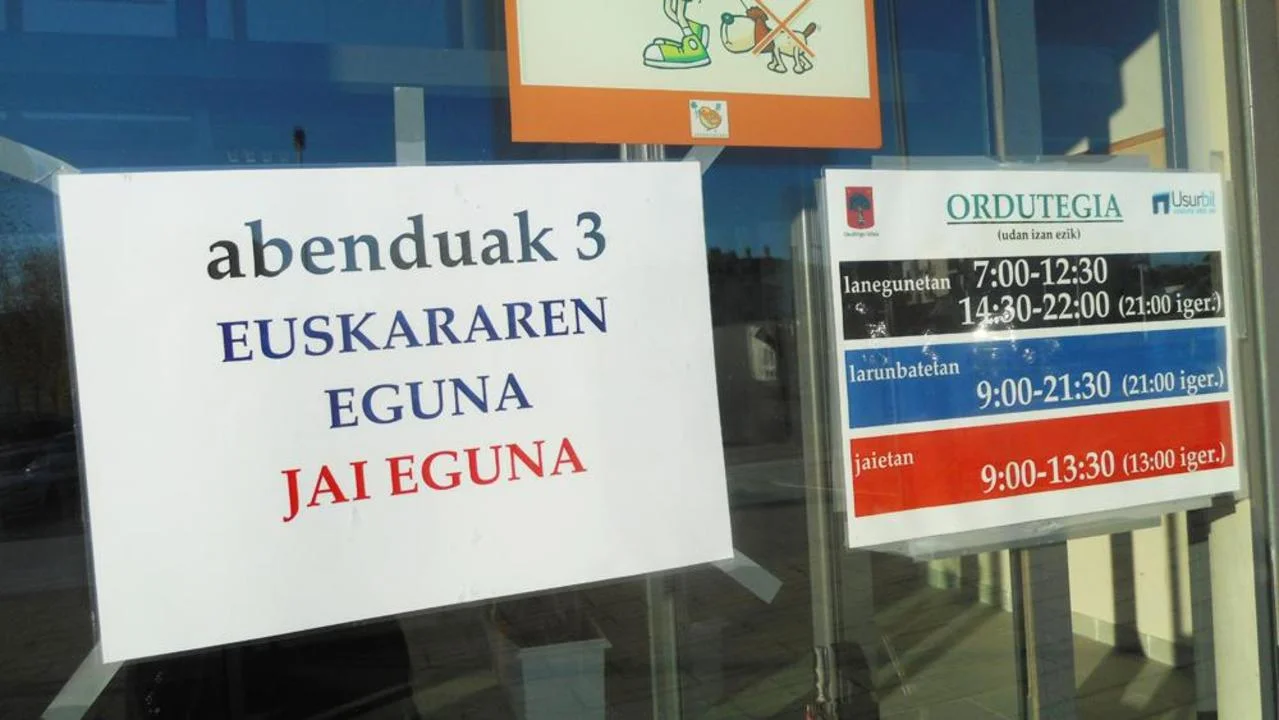 abenduak 3
EUSKARAREN
EGUNA
JAI EGUNA
ORDUTEGIA
(udan izan ezik)
Usurbil
lanegunetan 7:00-12:30
14:30-22:00 (21:00 iger.)
larunbatetan
9:00-21:30 (21:00 iger.)
jaietan
9:00-13:30 (13:00 iger.)